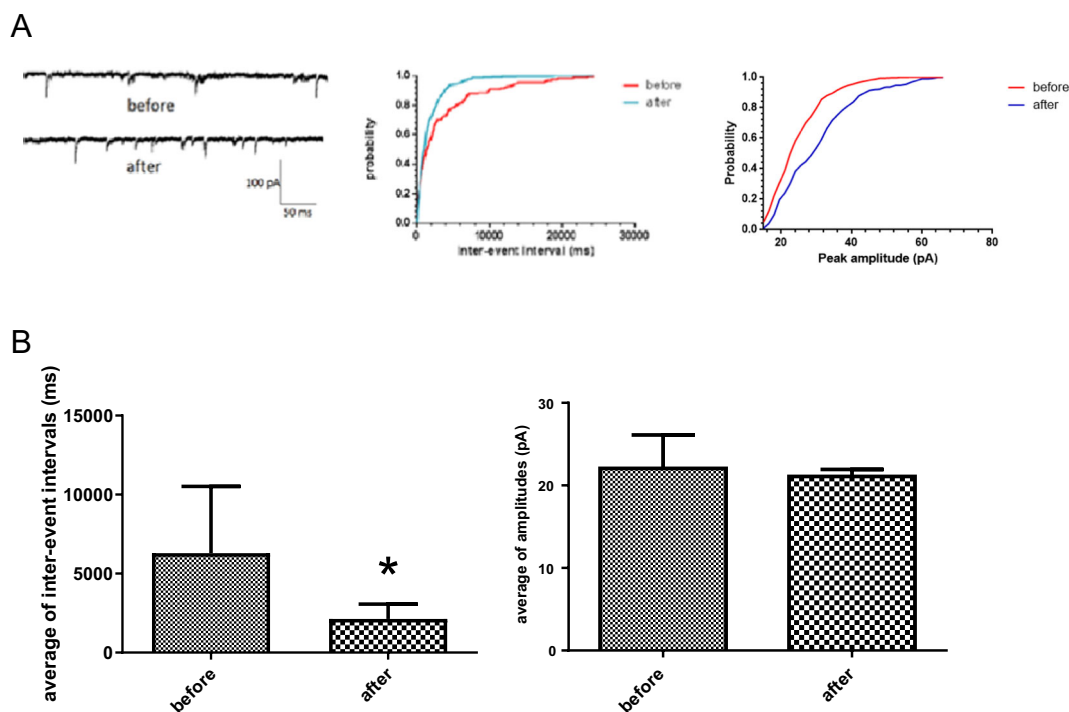 A
before
after
100 pA
50 ms
1.0
0.8
0.6
0.4
0.2
0.0
probability
0
10000
20000
30000
Inter-event interval (ms)
before
after
1.0
0.8
0.6
0.4
0.2
0.0
Probability
20
40
60
80
Peak amplitude (pA)
before
after
B
average of inter-event intervals (ms)
15000
10000
5000
0
*
before
after
average of amplitudes (pA)
30
20
10
0
before
after